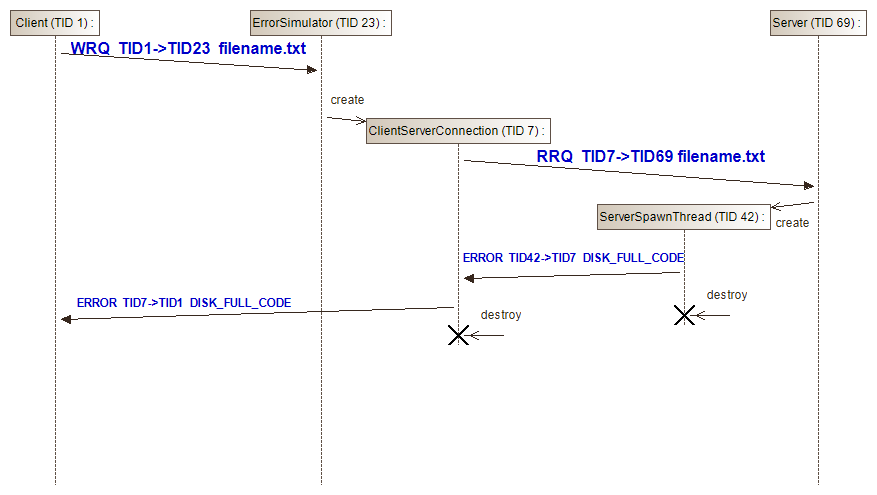 Client (TID 1) :
ErrorSimulator (TID 23) :
Server (TID 69) :
WRQ TID1->TID23 filename.txt
create
ClientServerConnection (TID 7) :
RRQ TID7->TID69 filename.txt
ServerSpawnThread (TID 42) :
create
ERROR TID42->TID7 DISK_FULL_CODE
destroy
ERROR TID7->TID1 DISK_FULL_CODE
destroy